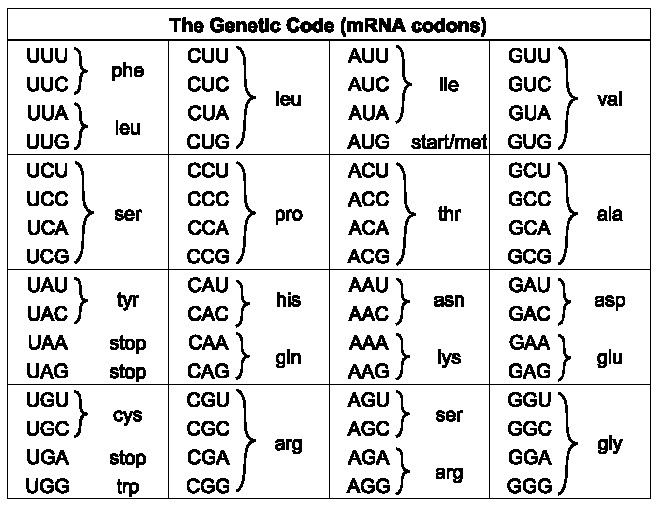 The Genetic Code (mRNA codons)
UUU
UUC
phe
UUA
UUG
leu
CUU
CUC
CUA
CUG
leu
AUU
AUC
AUA
Ile
AUG start/met
GUU
GUC
GUA
GUG
val
UCU
UCC
UCA
UCG
ser
CCU
CCC
CCA
CCG
pro
ACU
ACC
ACA
ACG
thr
GCU
GCC
GCA
GCG
ala
UAU
UAC
tyr
UAA stop
UAG stop
CAU
CAC
his
CAA
CAG
gln
AAU
AAC
asn
AAA
AAG
lys
GAU
GAC
asp
GAA
GAG
glu
UGU
UGC
cys
UGA stop
UGG trp
CGU
CGC
CGA
CGG
arg
AGU
AGC
ser
AGA
AGG
arg
GGU
GGC
GGA
GGG
gly